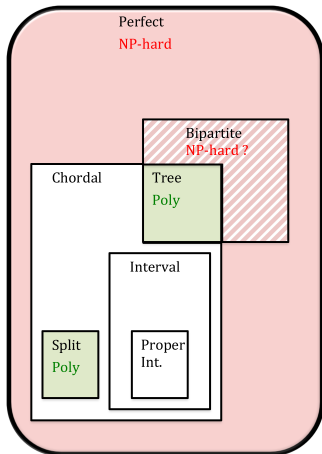 Perfect
NP-hard
Bipartite
NP-hard ?
Chordal
Tree
Poly
Interval
Split
Poly
Proper
Int.